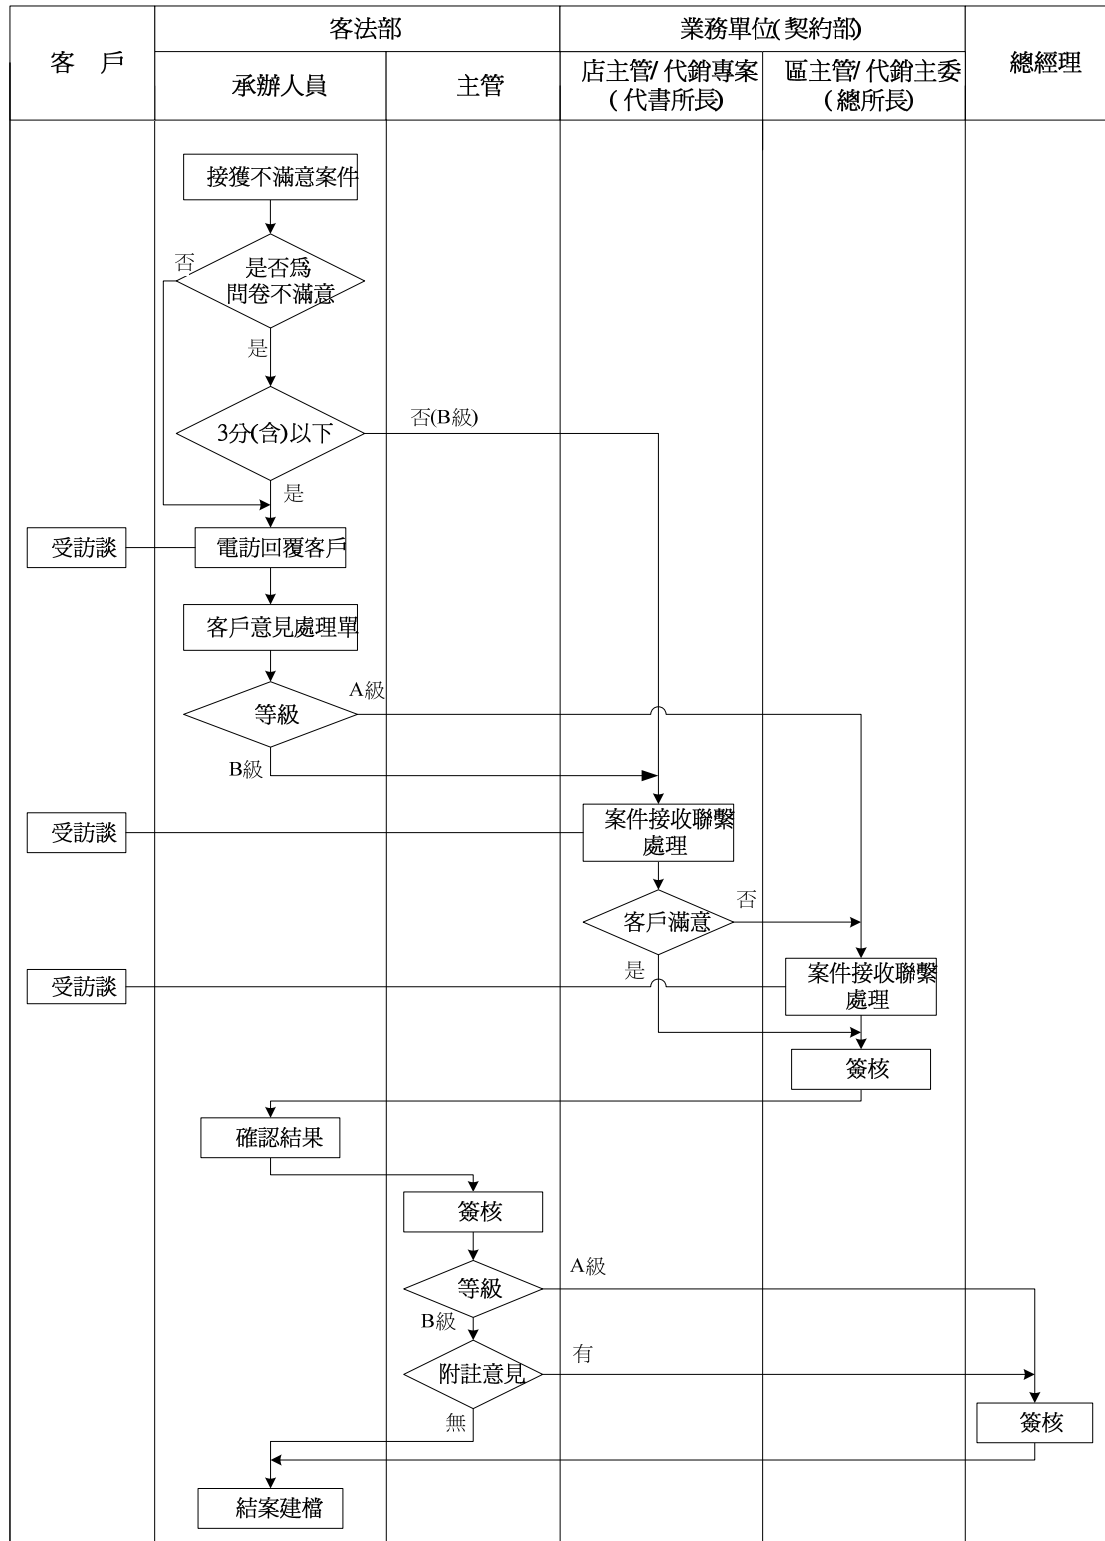 客 戶
客法部
業務單位(契約部)
總經理
承辦人員
主管
店主管/代銷專案
(代書所長)
區主管/代銷主委
(總所長)
接獲不滿意案件
否
是否為
問卷不滿意
是
3分(含)以下
否(B級)
是
受訪談
電訪回覆客戶
客戶意見處理單
A級
等級
B級
受訪談
案件接收聯繫
處理
客戶滿意
否
是
受訪談
案件接收聯繫
處理
簽核
確認結果
簽核
等級
A級
B級
附註意見
有
無
簽核
結案建檔